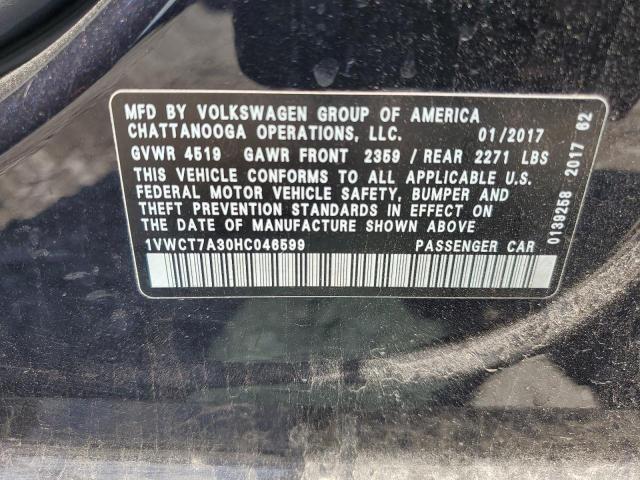 MFD BY VOLKSWAGEN GROUP OF AMERICA
CHATTANOOGA OPERATIONS, LLC. 01/2017
GVWR 4519 GAWR FRONT 2359 / REAR 2271 LBS
THIS VEHICLE CONFORMS TO ALL APPLICABLE U.S.
FEDERAL MOTOR VEHICLE SAFETY, BUMPER AND
THEFT PREVENTION STANDARDS IN EFFECT ON
THE DATE OF MANUFACTURE SHOWN ABOVE.
1VWCT7A30HC046599 PASSENGER CAR
0139258 2017 62